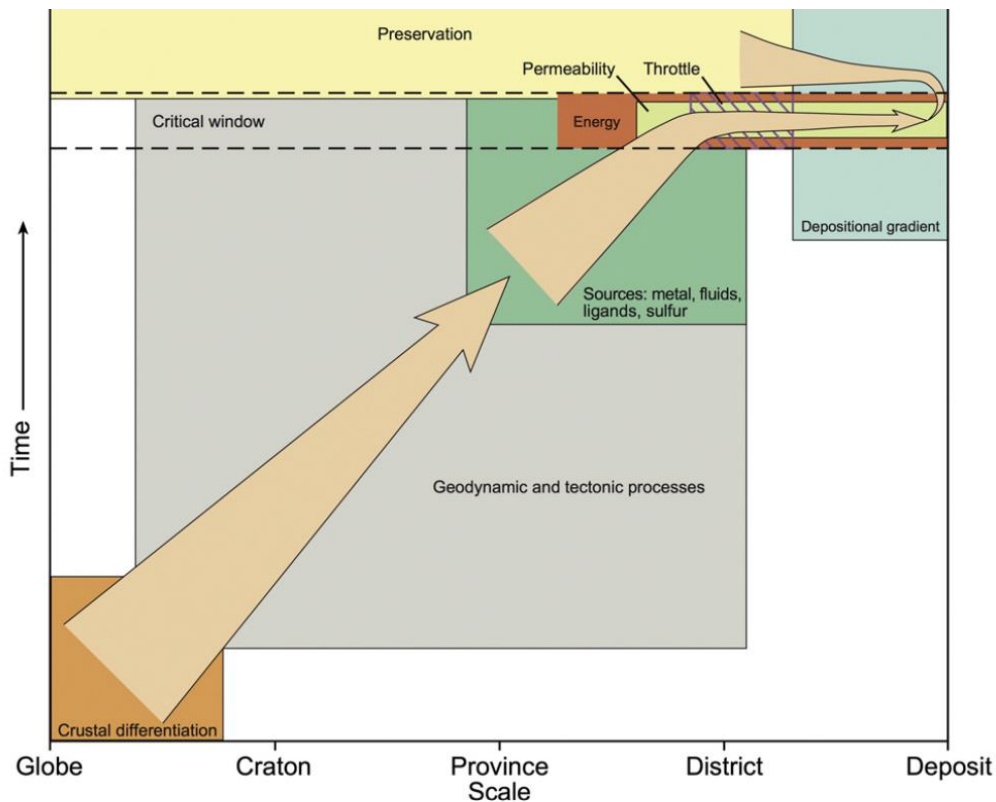 Preservation
Permeability
Throttle
Critical window
Energy
Depositional gradient
Sources: metal, fluids,
ligands, sulfur
Time
Geodynamic and tectonic processes
Crustal differentiation
Globe
Craton
Province
District
Deposit
Scale